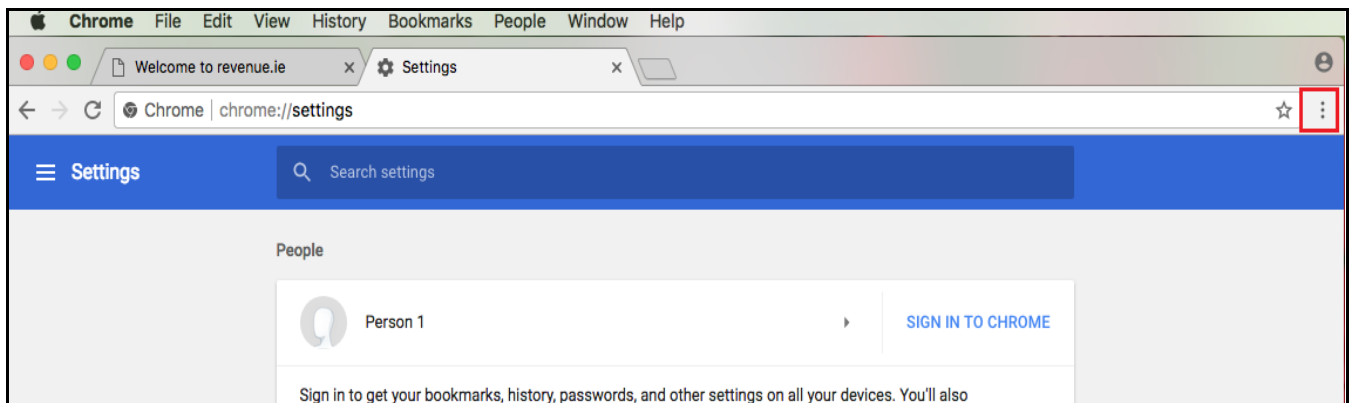 Chrome File Edit View History Bookmarks People Window Help
Welcome to revenue.ie Settings
Chrome chrome://settings
Settings Search settings
People
Person 1 SIGN IN TO CHROME
Sign in to get your bookmarks, history, passwords, and other settings on all your devices. You'll also